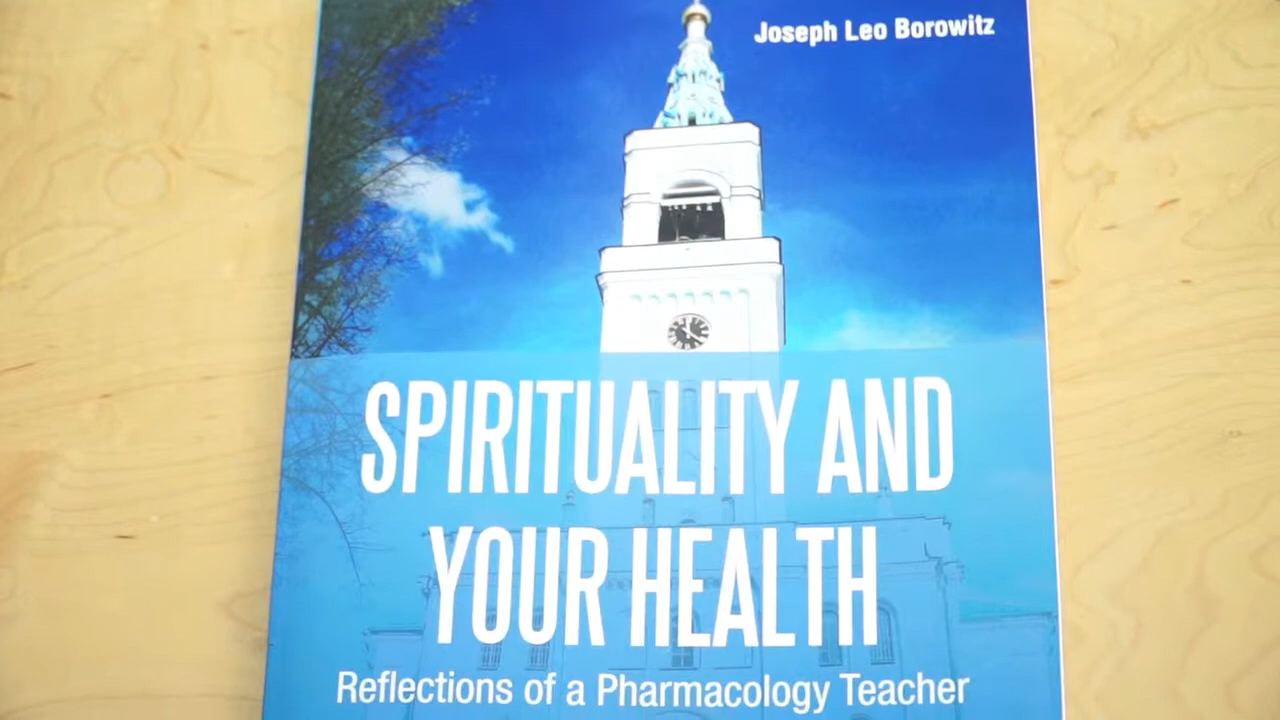 Joseph Leo Borowitz
SPIRITUALITY AND
YOUR HEALTH
Reflections of a Pharmacology Teacher